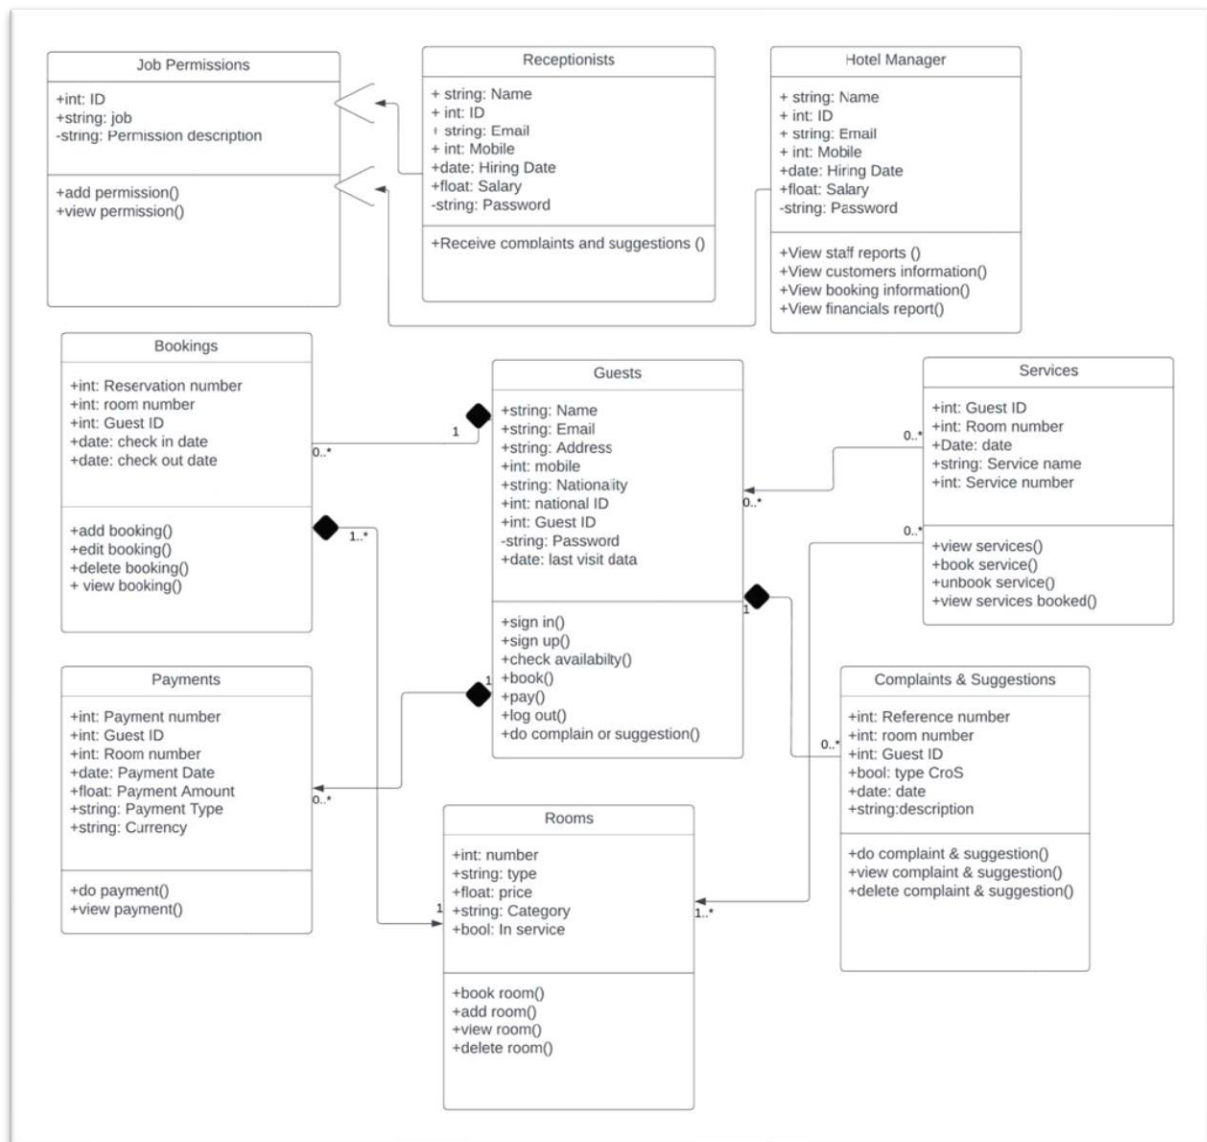 Job Permissions
+int: ID
+string: job
-string: Permission description
+add permission()
+view permission()
Receptionists
+ string: Name
+ int: ID
+ string: Email
+ int: Mobile
+date: Hiring Date
+float: Salary
-string: Password
+Receive complaints and suggestions ()
Hotel Manager
+ string: Name
+ int: ID
+ string: Email
+ int: Mobile
+date: Hiring Date
+float: Salary
-string: Password
+View staff reports ()
+View customers information()
+View booking information()
+View financials report()
Bookings
+int: Reservation number
+int: room number
+int: Guest ID
+date: check in date
+date: check out date
+add booking()
+edit booking()
+delete booking()
+ view booking()
1
0..*
1..*
Guests
+string: Name
+string: Email
+string: Address
+int: mobile
+string: Nationality
+int: national ID
+int: Guest ID
-string: Password
+date: last visit data
+sign in()
+sign up()
+check availabilty()
+book()
+pay()
+log out()
+do complain or suggestion()
Services
+int: Guest ID
+int: Room number
+Date: date
+string: Service name
+int: Service number
+view services()
+book service()
+unbook service()
+view services booked()
0..*
0..*
0..*
1
1
Payments
+int: Payment number
+int: Guest ID
+int: Room number
+date: Payment Date
+float: Payment Amount
+string: Payment Type
+string: Currency
+do payment()
+view payment()
0..*
Complaints & Suggestions
+int: Reference number
+int: room number
+int: Guest ID
+bool: type CroS
+date: date
+string:description
+do complaint & suggestion()
+view complaint & suggestion()
+delete complaint & suggestion()
0..*
Rooms
+int: number
+string: type
+float: price
+string: Category
+bool: In service
+book room()
+add room()
+view room()
+delete room()
1
1..*